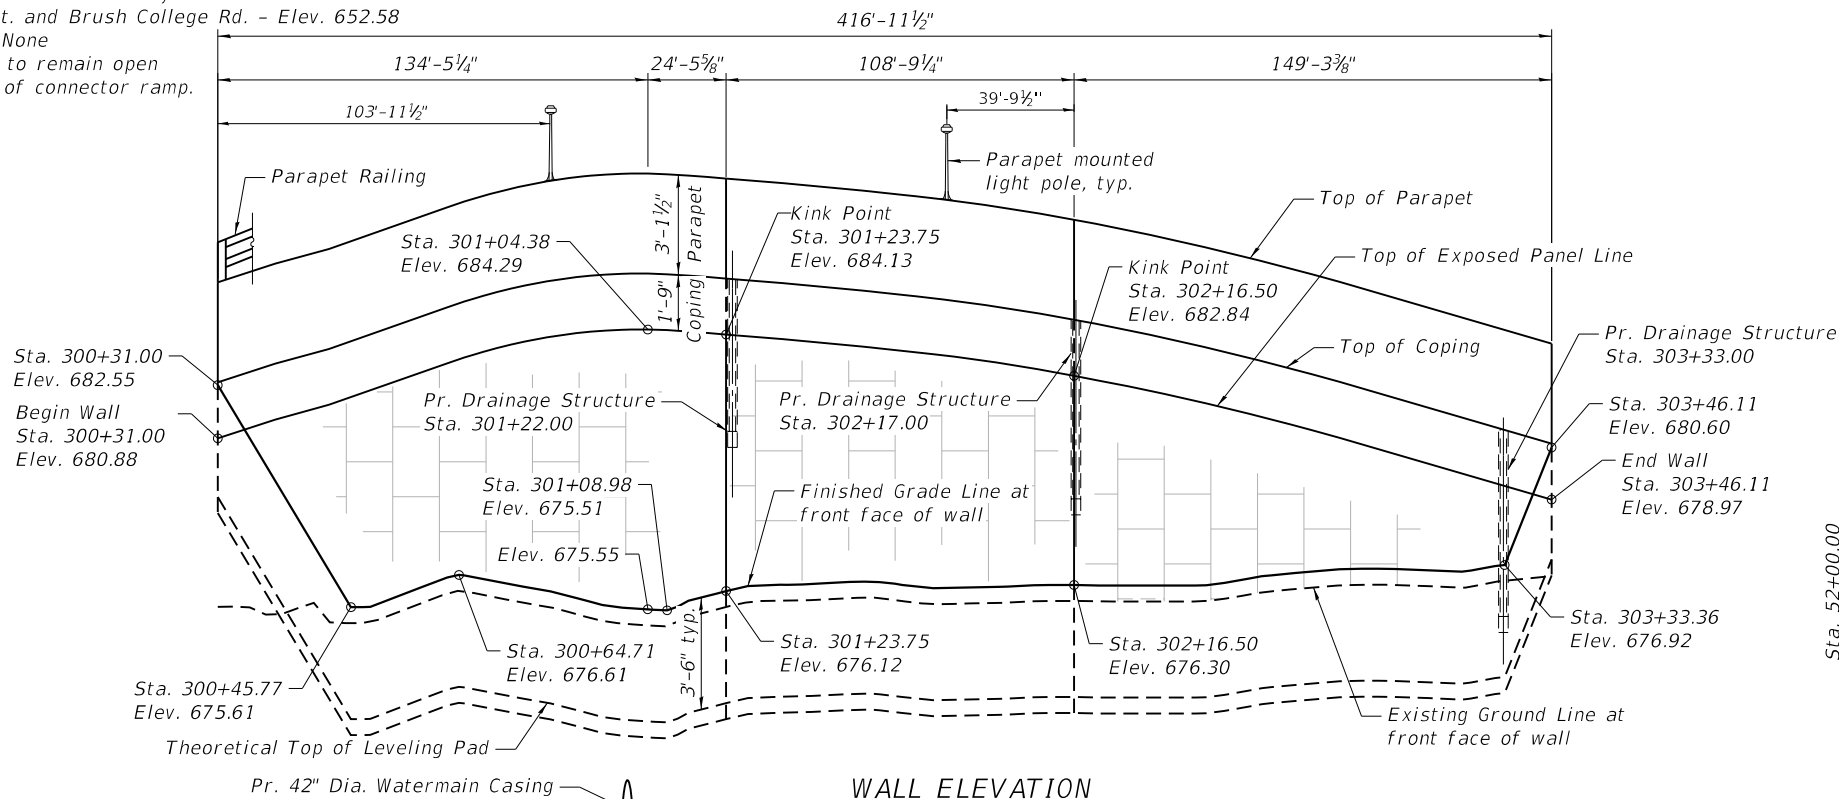 t. and Brush College Rd. – Elev. 652.58
None
to remain open
of connector ramp.
416'-11½"
134'-5¼"
24'-5⅝"
108'-9¼"
149'-3⅜"
103'-11½"
39'-9½"
Parapet Railing
Parapet mounted
light pole, typ.
Top of Parapet
3'-1½"
Parapet
Kink Point
Sta. 301+23.75
Elev. 684.13
Sta. 301+04.38
Elev. 684.29
Top of Exposed Panel Line
Kink Point
Sta. 302+16.50
Elev. 682.84
1'-9"
Coping
Pr. Drainage Structure
Sta. 303+33.00
Top of Coping
Sta. 300+31.00
Elev. 682.55
Begin Wall
Sta. 300+31.00
Elev. 680.88
Pr. Drainage Structure
Sta. 301+22.00
Pr. Drainage Structure
Sta. 302+17.00
Sta. 303+46.11
Elev. 680.60
End Wall
Sta. 303+46.11
Elev. 678.97
Sta. 301+08.98
Elev. 675.51
Finished Grade Line at
front face of wall
Elev. 675.55
Sta. 52+00.00
Sta. 300+64.71
Elev. 676.61
3'-6" typ.
Sta. 301+23.75
Elev. 676.12
Sta. 302+16.50
Elev. 676.30
Sta. 303+33.36
Elev. 676.92
Sta. 300+45.77
Elev. 675.61
Existing Ground Line at
front face of wall
Theoretical Top of Leveling Pad
Pr. 42" Dia. Watermain Casing
WALL ELEVATION